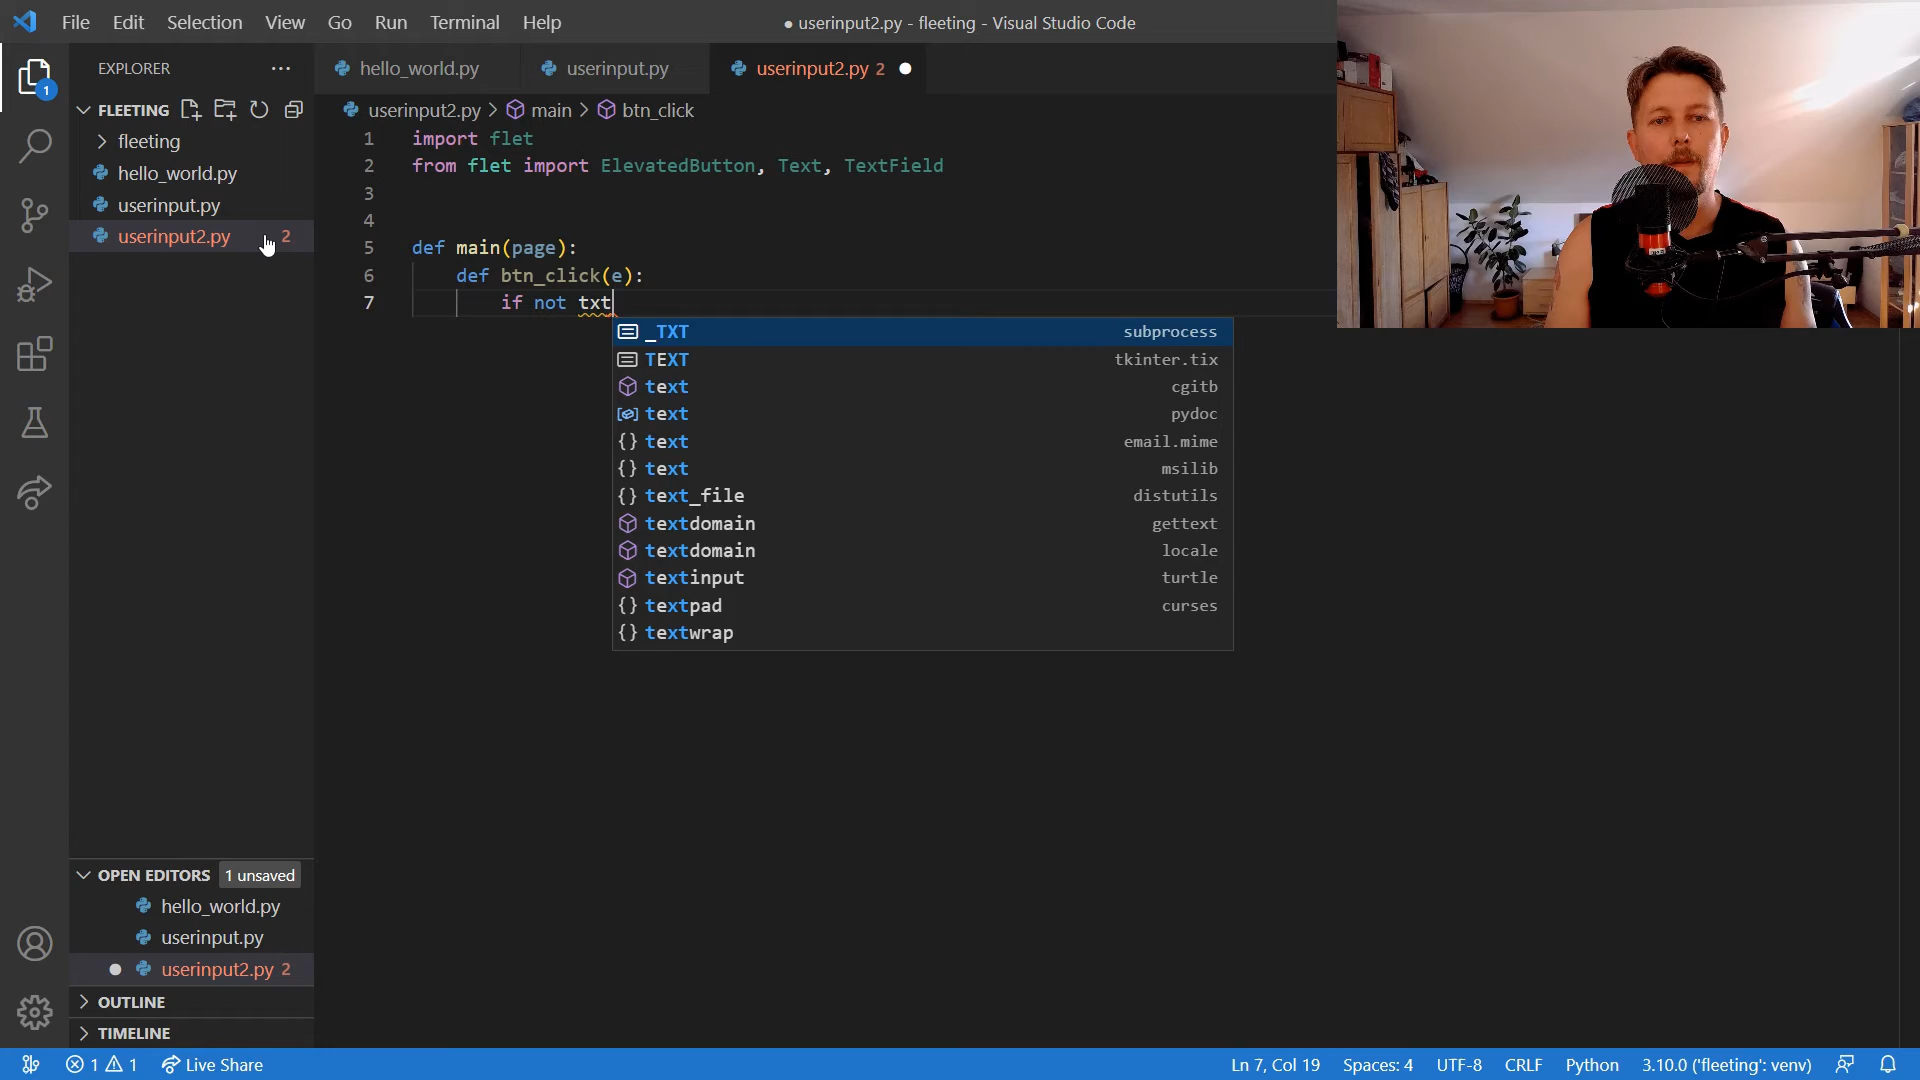 File Edit Selection View Go Run Terminal Help
● userinput2.py - fleeting - Visual Studio Code
1
EXPLORER
FLEETING
fleeting
hello_world.py
userinput.py
userinput2.py 2
hello_world.py userinput.py userinput2.py 2
userinput2.py > main > btn_click
1 import flet
2 from flet import ElevatedButton, Text, TextField
3
4
5 def main(page):
6 def btn_click(e):
7 if not txt
_TXT subprocess
TEXT tkinter.tix
text cgitb
text pydoc
text email.mime
text msilib
text_file distutils
textdomain gettext
textdomain locale
textinput turtle
textpad curses
textwrap
OPEN EDITORS 1 unsaved
hello_world.py
userinput.py
userinput2.py 2
OUTLINE
TIMELINE
1 1 Live Share
Ln 7, Col 19 Spaces: 4 UTF-8 CRLF Python 3.10.0 ('fleeting': venv)